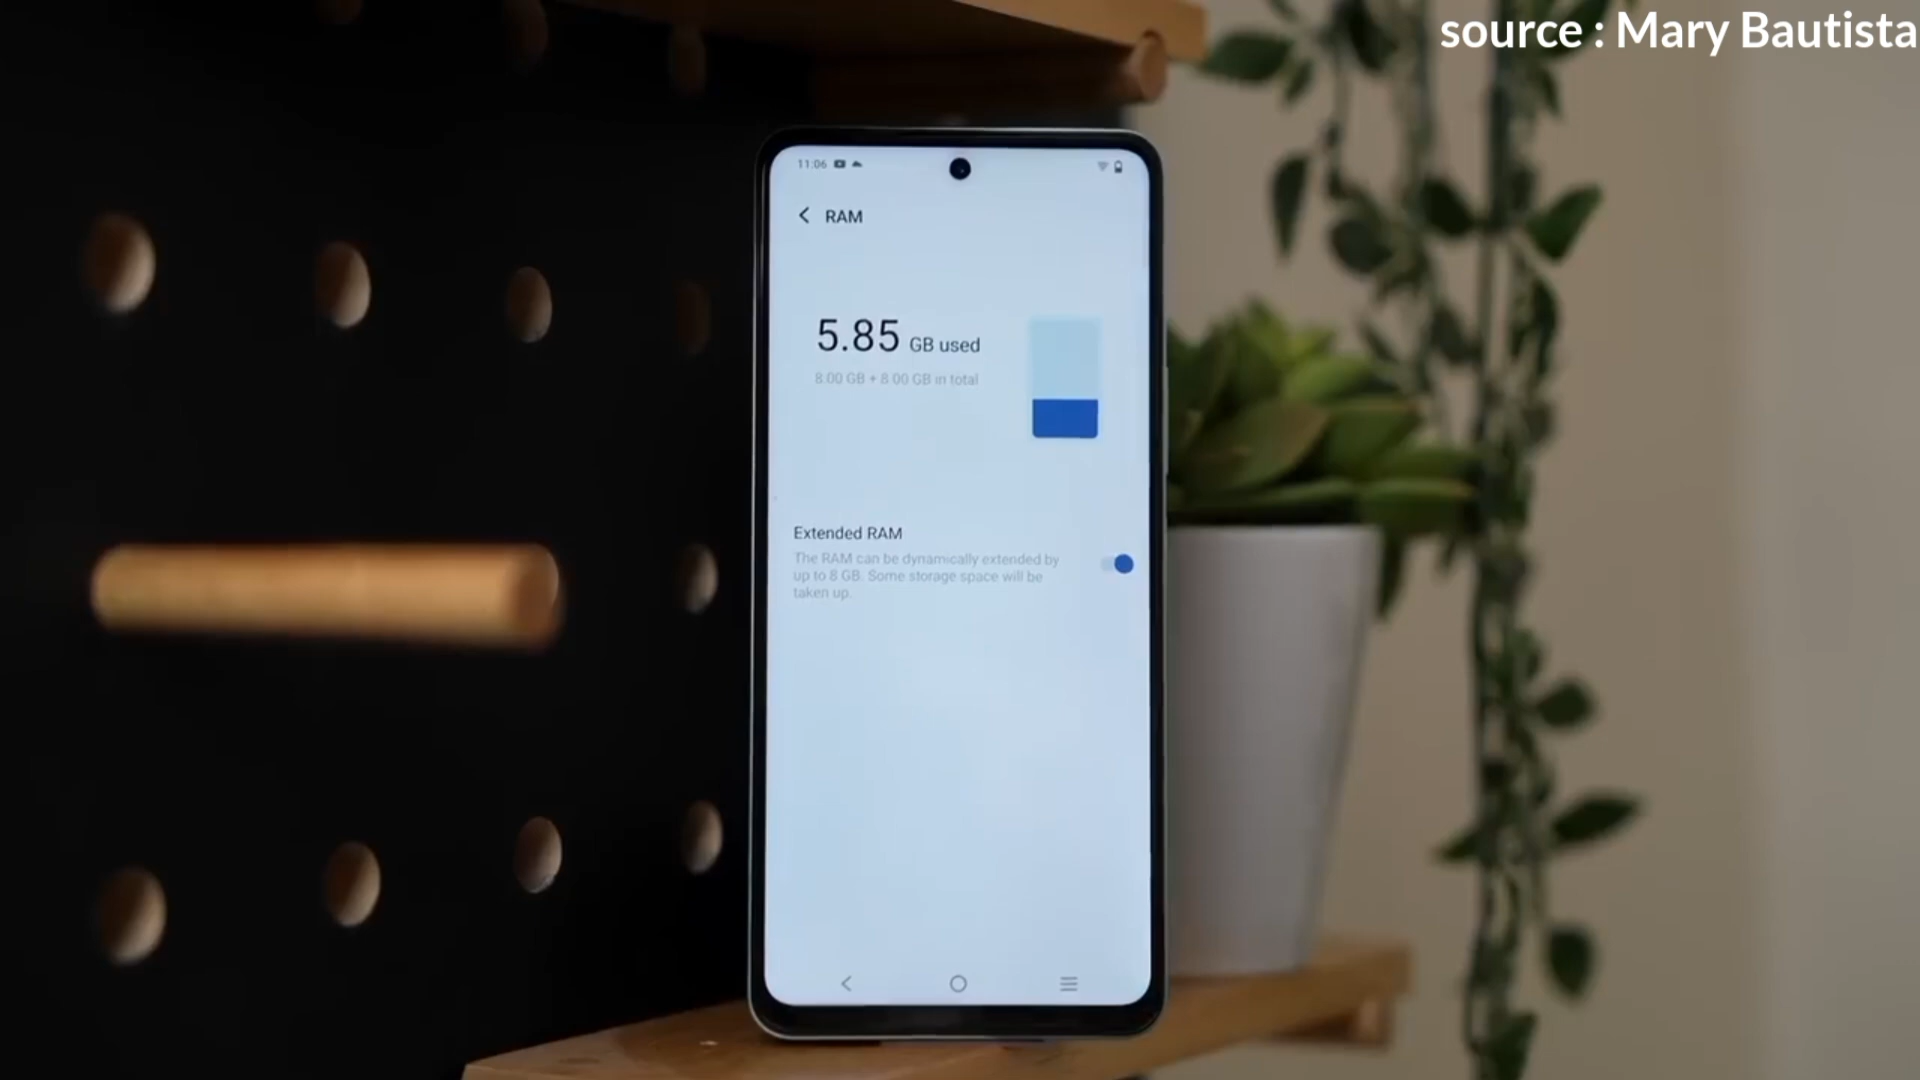 source : Mary Bautista
11:06
RAM
5.85 GB used
8.00 GB + 8.00 GB in total
Extended RAM
The RAM can be dynamically extended by
up to 8 GB. Some storage space will be
taken up.